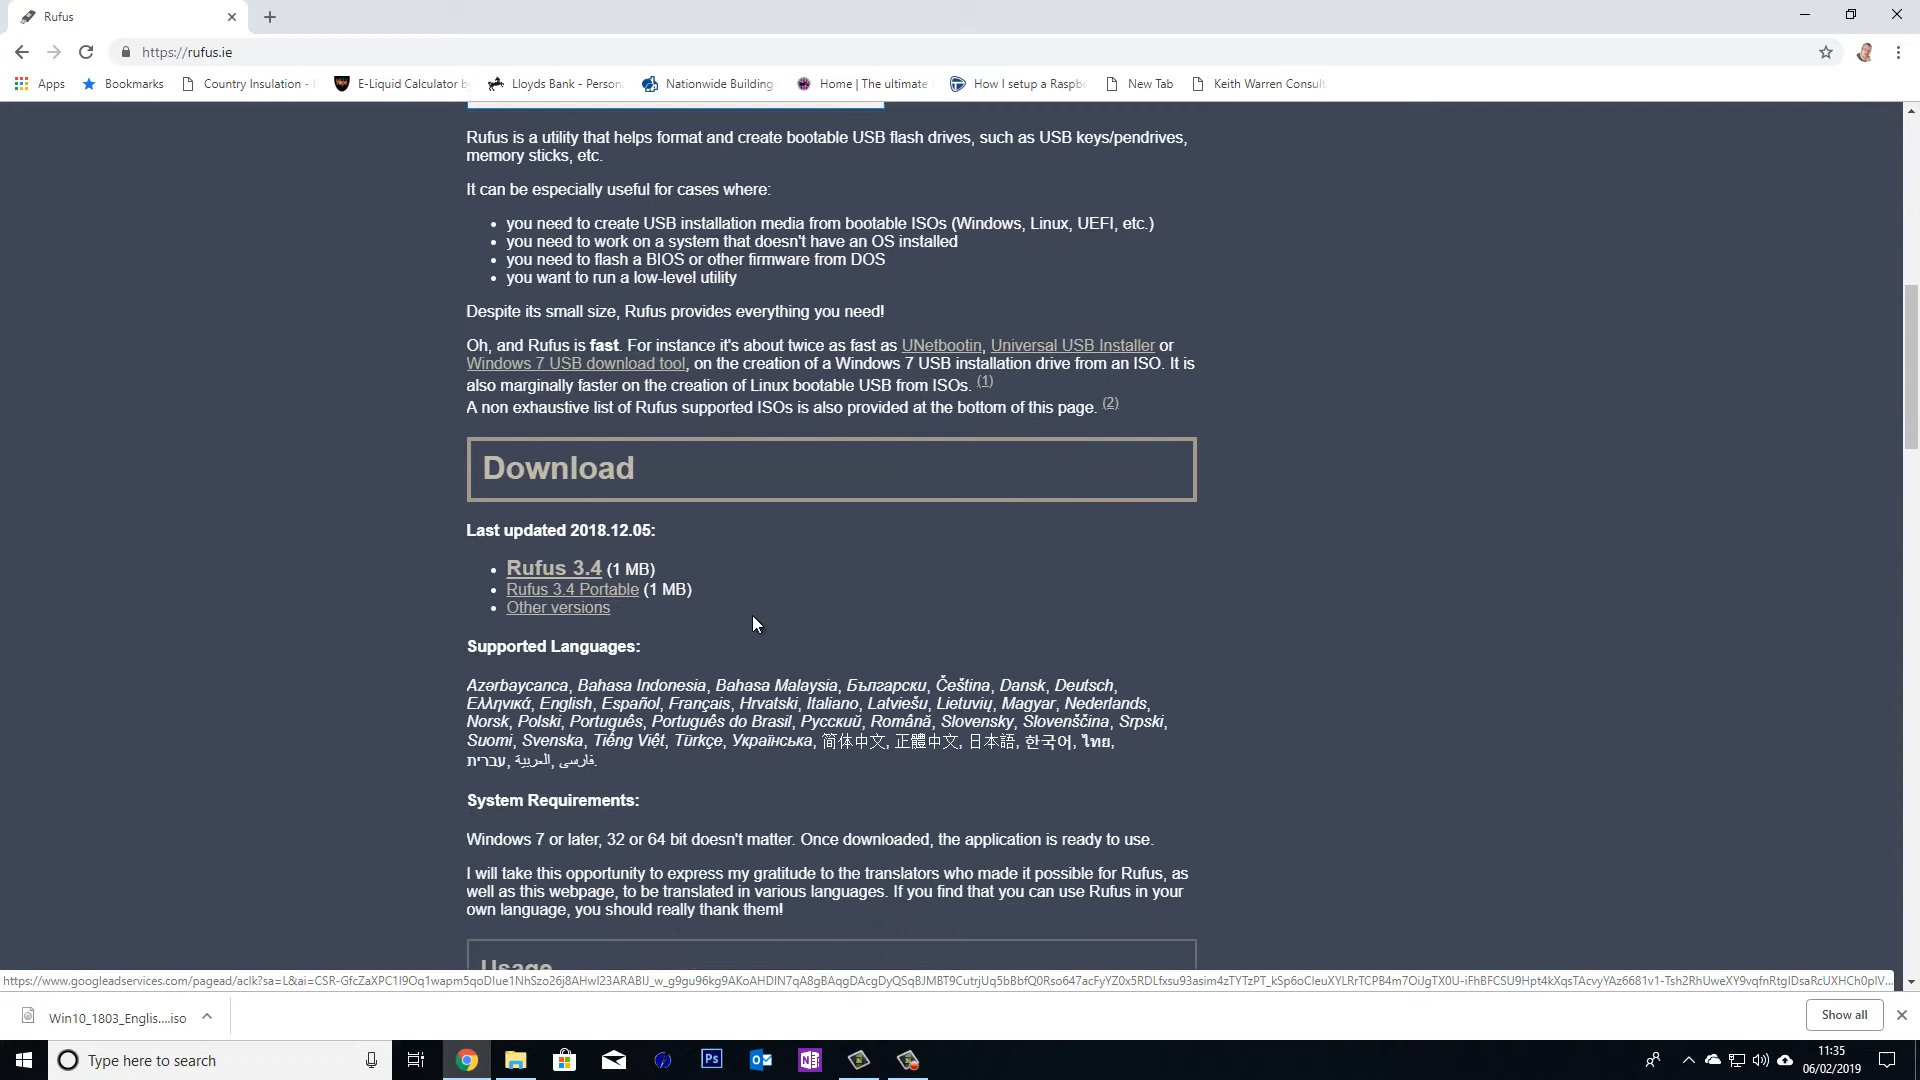 Rufus
https://rufus.ie
Apps
Bookmarks
Country Insulation -
E-Liquid Calculator b
Lloyds Bank - Person
Nationwide Building
Home | The ultimate
How I setup a Raspbe
New Tab
Keith Warren Consult
Rufus is a utility that helps format and create bootable USB flash drives, such as USB keys/pendrives,
memory sticks, etc.
It can be especially useful for cases where:
• you need to create USB installation media from bootable ISOs (Windows, Linux, UEFI, etc.)
• you need to work on a system that doesn't have an OS installed
• you need to flash a BIOS or other firmware from DOS
• you want to run a low-level utility
Despite its small size, Rufus provides everything you need!
Oh, and Rufus is fast. For instance it's about twice as fast as UNetbootin, Universal USB Installer or
Windows 7 USB download tool, on the creation of a Windows 7 USB installation drive from an ISO. It is
also marginally faster on the creation of Linux bootable USB from ISOs. (1)
A non exhaustive list of Rufus supported ISOs is also provided at the bottom of this page. (2)
Download
Last updated 2018.12.05:
• Rufus 3.4 (1 MB)
• Rufus 3.4 Portable (1 MB)
• Other versions
Supported Languages:
Azərbaycanca, Bahasa Indonesia, Bahasa Malaysia, Български, Čeština, Dansk, Deutsch,
Ελληνικά, English, Español, Français, Hrvatski, Italiano, Latviešu, Lietuvių, Magyar, Nederlands,
Norsk, Polski, Português, Português do Brasil, Русский, Română, Slovensky, Slovenščina, Srpski,
Suomi, Svenska, Tiếng Việt, Türkçe, Українська, 简体中文, 正體中文, 日本語, 한국어, ไทย,
עברית, العربية, فارسی.
System Requirements:
Windows 7 or later, 32 or 64 bit doesn't matter. Once downloaded, the application is ready to use.
I will take this opportunity to express my gratitude to the translators who made it possible for Rufus, as
well as this webpage, to be translated in various languages. If you find that you can use Rufus in your
own language, you should really thank them!
Usage
Win10_1803_Englis....iso
Show all
Type here to search
Ps
11:35
06/02/2019